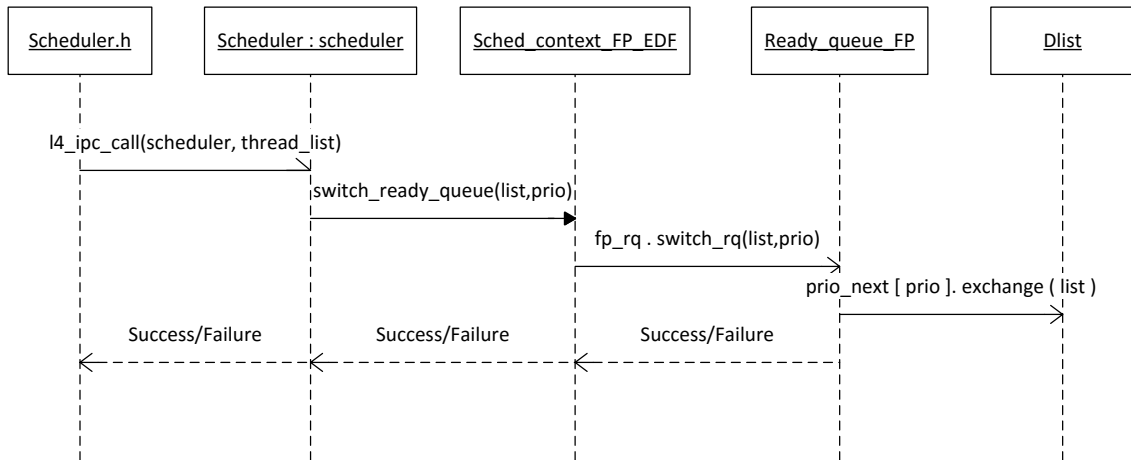 Scheduler.h
Scheduler : scheduler
Sched_context_FP_EDF
Ready_queue_FP
Dlist
l4_ipc_call(scheduler, thread_list)
switch_ready_queue(list,prio)
fp_rq . switch_rq(list,prio)
prio_next [ prio ]. exchange ( list )
Success/Failure
Success/Failure
Success/Failure